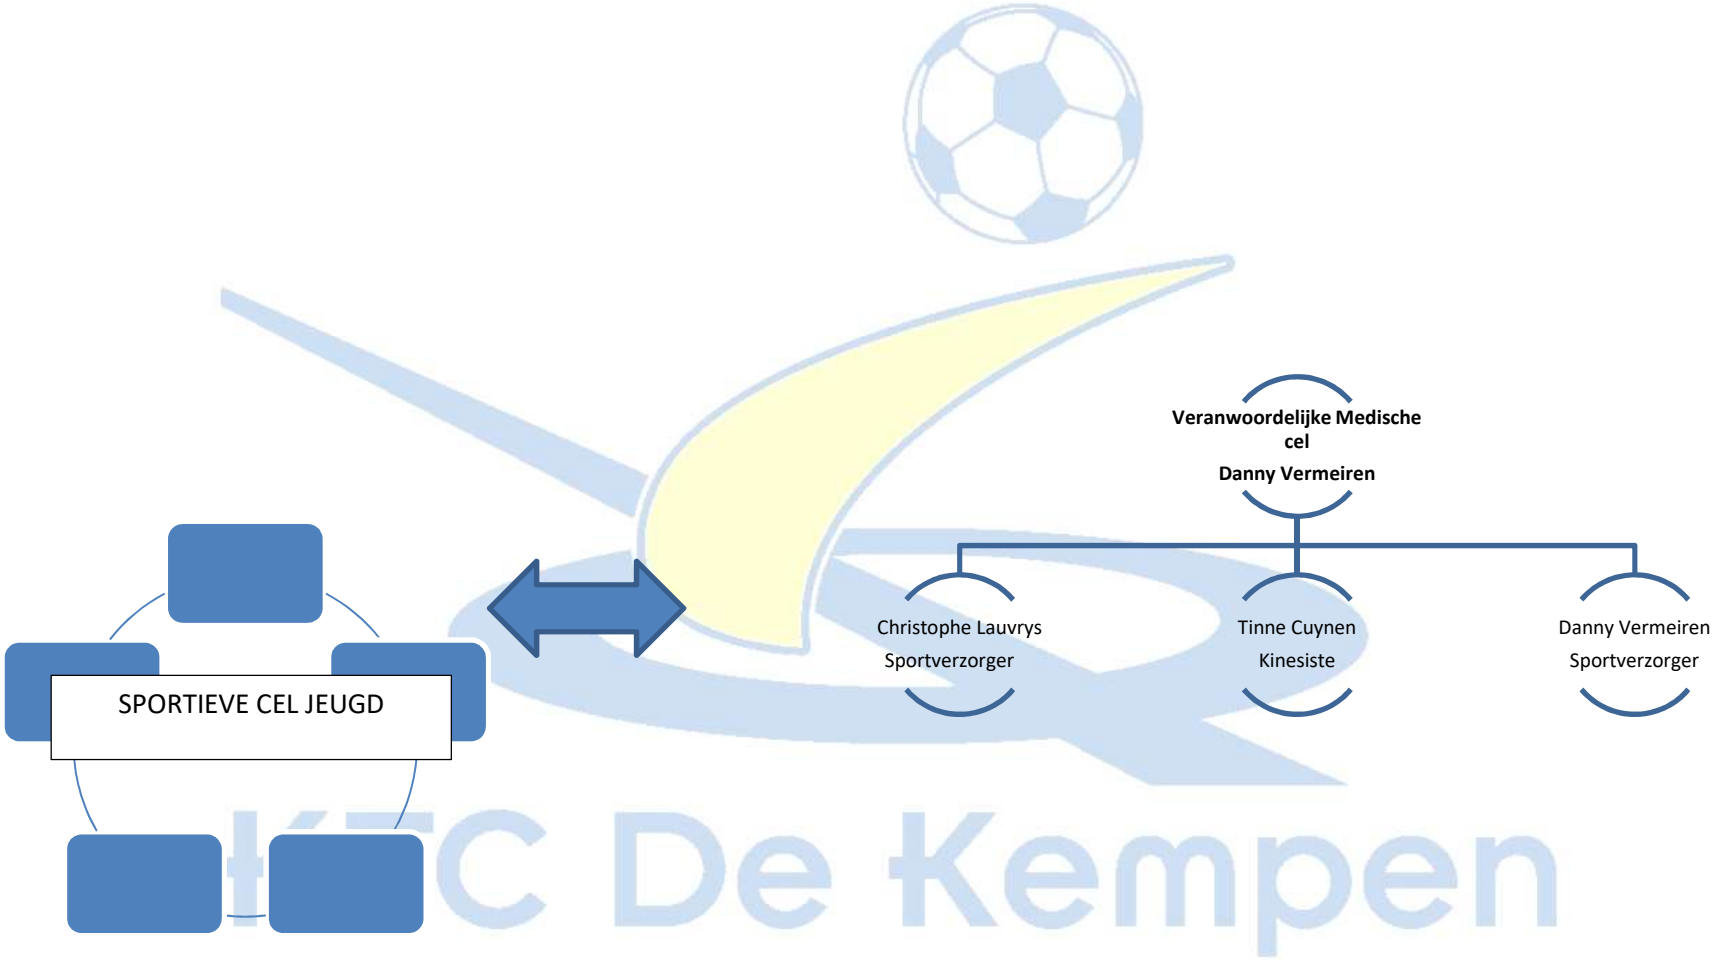 Veranwoordelijke Medische
cel
Danny Vermeiren
Christophe Lauvrys
Sportverzorger
Tinne Cuynen
Kinesiste
Danny Vermeiren
Sportverzorger
SPORTIEVE CEL JEUGD
KFC De Kempen